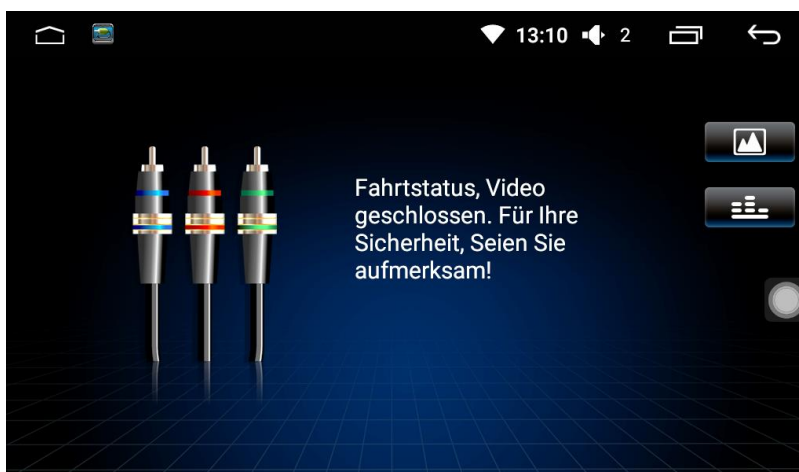 13:10 2
Fahrtstatus, Video
geschlossen. Für Ihre
Sicherheit, Seien Sie
aufmerksam!